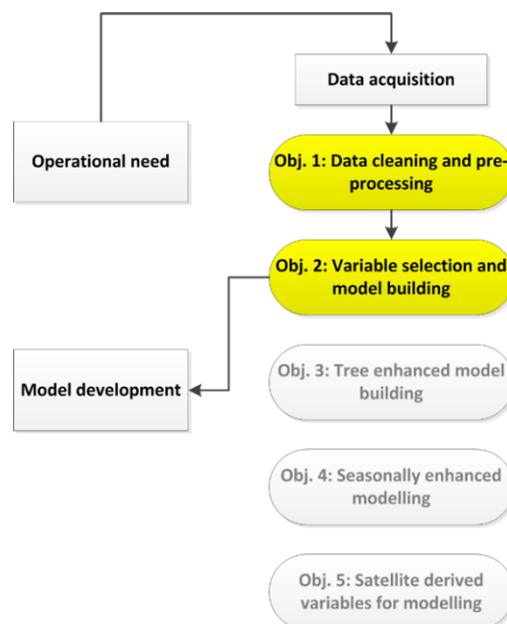 Data acquisition
Operational need
Obj. 1: Data cleaning and pre-
processing
Obj. 2: Variable selection and
model building
Model development
Obj. 3: Tree enhanced model
building
Obj. 4: Seasonally enhanced
modelling
Obj. 5: Satellite derived
variables for modelling